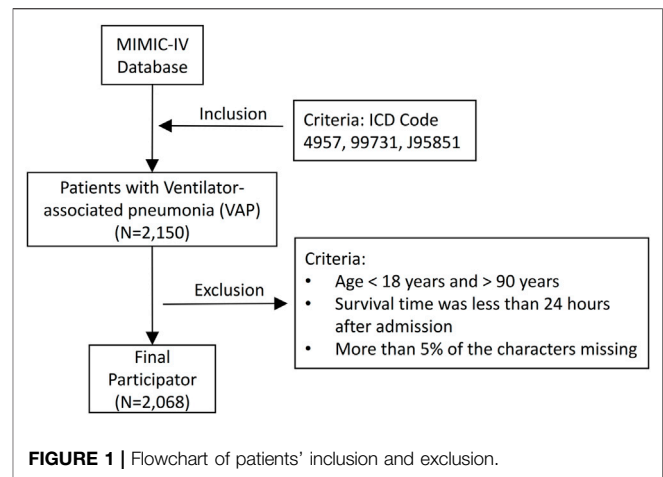 MIMIC-IV
Database
Inclusion
Criteria: ICD Code
4957, 99731, J95851
Patients with Ventilator-
associated pneumonia (VAP)
(N=2,150)
Exclusion
Criteria:
• Age < 18 years and > 90 years
• Survival time was less than 24 hours
after admission
• More than 5% of the characters missing
Final
Participator
(N=2,068)
FIGURE 1 | Flowchart of patients’ inclusion and exclusion.